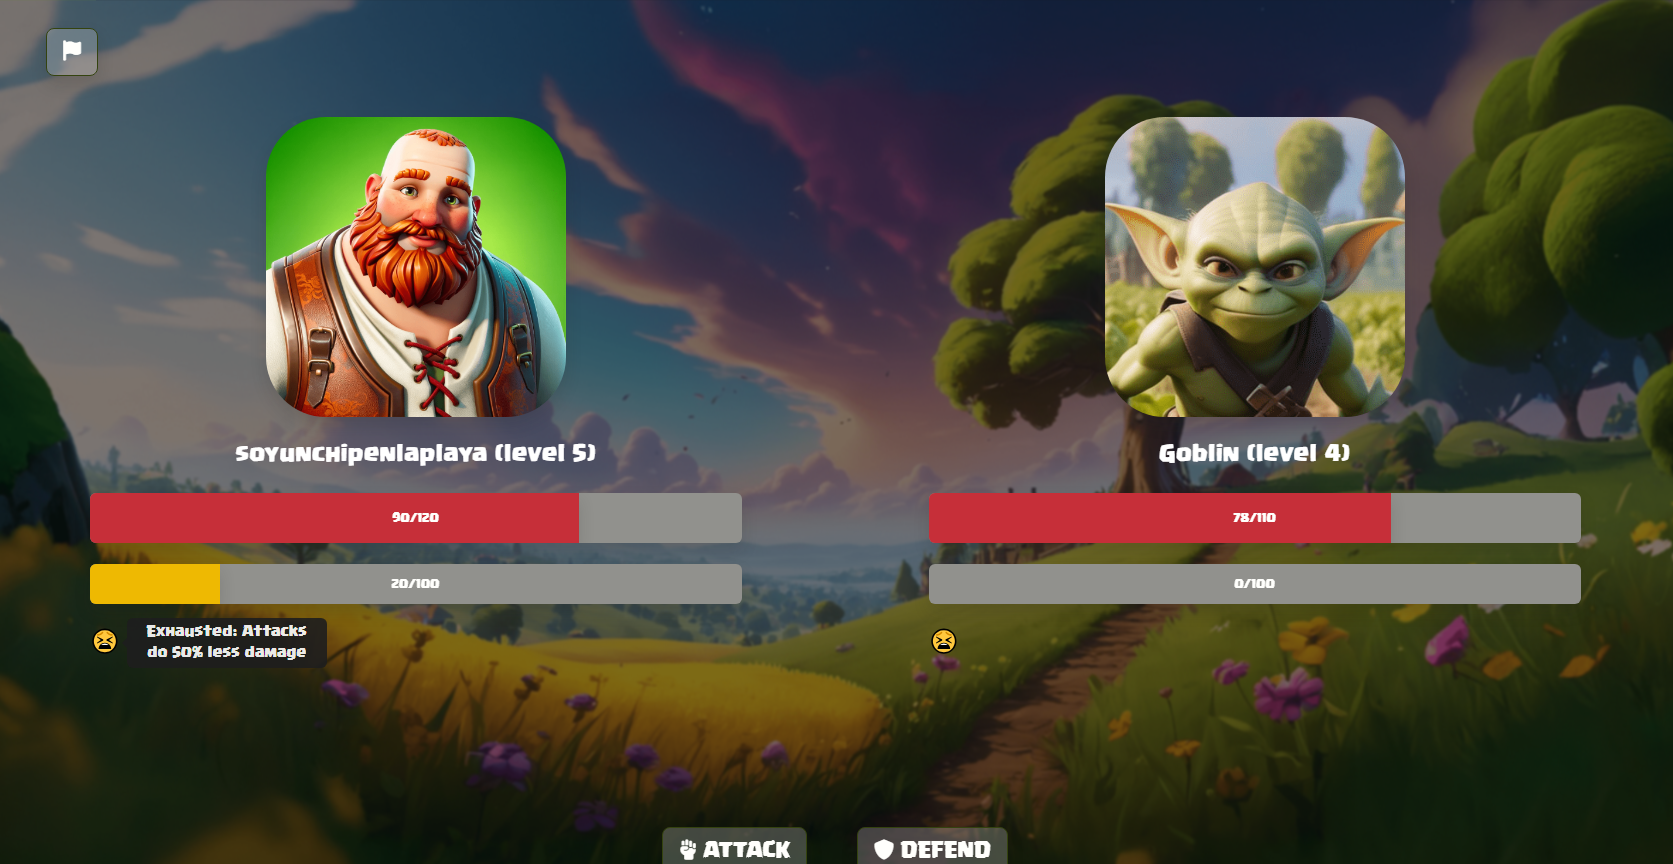 soyunchipenlaplaya (level 5)
Goblin (level 4)
90/120
78/110
20/100
0/100
Exhausted: Attacks
do 50% less damage
ATTACK
DEFEND